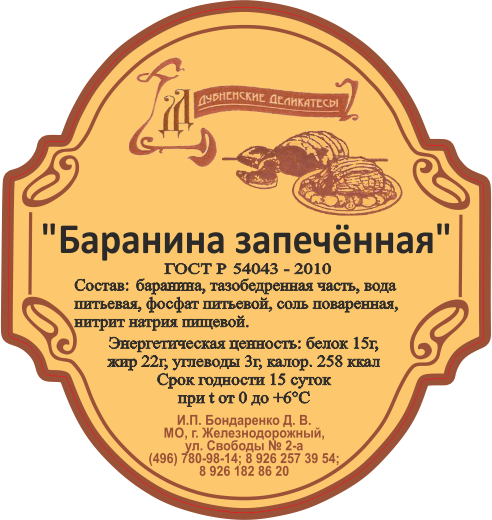 Д
ДУБНЕНСКИЕ ДЕЛИКАТЕСЫ
"Баранина запечённая"
ГОСТ Р 54043 - 2010
Состав: баранина, тазобедренная часть, вода
питьевая, фосфат питьевой, соль поваренная,
нитрит натрия пищевой.
Энергетическая ценность: белок 15г,
жир 22г, углеводы 3г, калор. 258 ккал
Срок годности 15 суток
при t от 0 до +6°С
И.П. Бондаренко Д. В.
МО, г. Железнодорожный,
ул. Свободы № 2-а
(496) 780-98-14; 8 926 257 39 54;
8 926 182 86 20